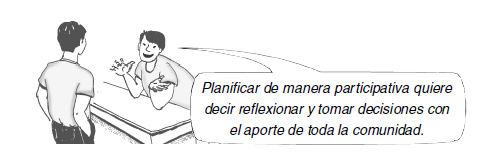 Planificar de manera participativa quiere
decir reflexionar y tomar decisiones con
el aporte de toda la comunidad.